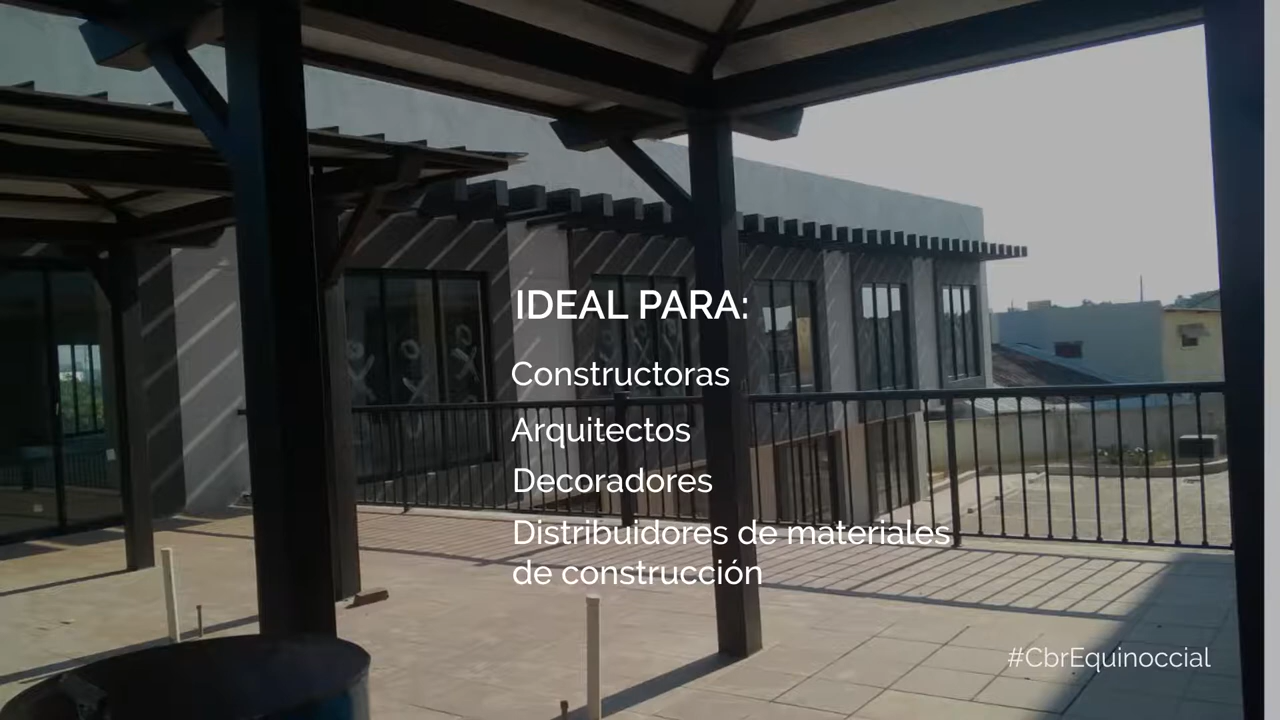 IDEAL PARA:
Constructoras
Arquitectos
Decoradores
Distribuidores de materiales
de construcción
#CbrEquinoccial